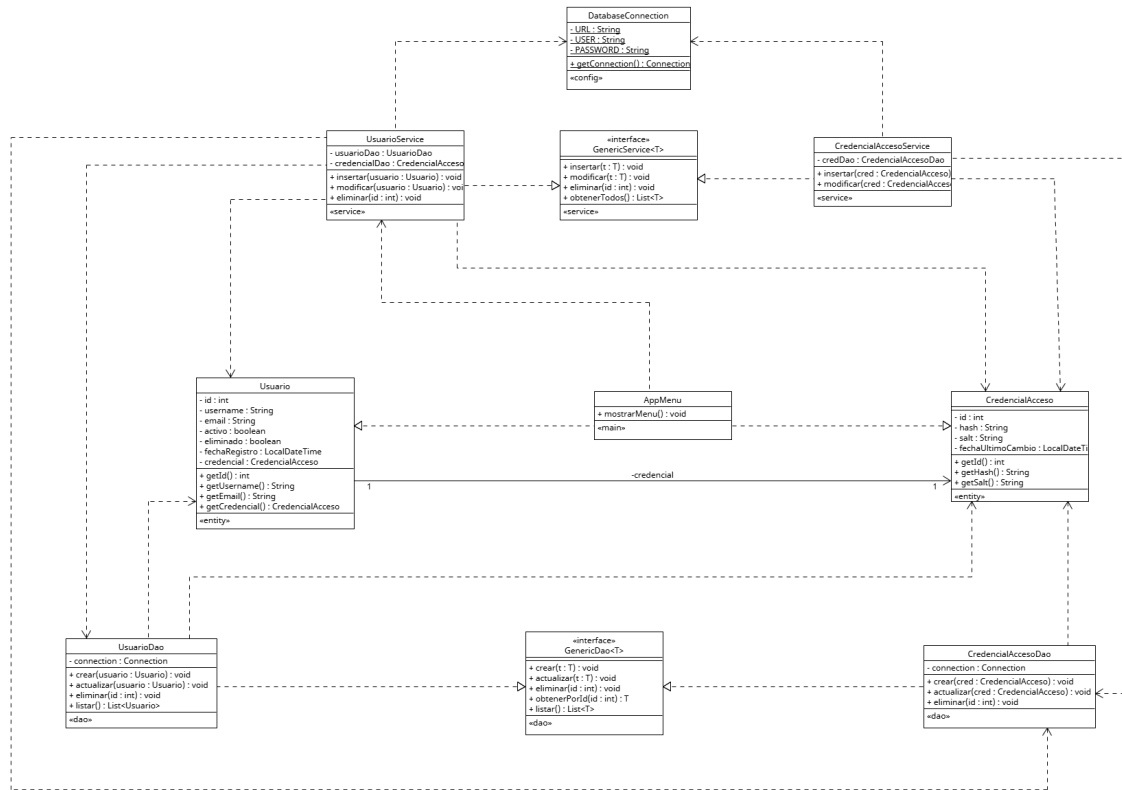 DatabaseConnection
- URL : String
- USER : String
- PASSWORD : String
+ getConnection() : Connection
«config»
UsuarioService
- usuarioDao : UsuarioDao
- credencialDao : CredencialAcceso
+ insertar(usuario : Usuario) : void
+ modificar(usuario : Usuario) : voi
+ eliminar(id : int) : void
«service»
«interface»
GenericService<T>
+ insertar(t : T) : void
+ modificar(t : T) : void
+ eliminar(id : int) : void
+ obtenerTodos() : List<T>
«service»
CredencialAccesoService
- credDao : CredencialAccesoDao
+ insertar(cred : CredencialAcceso)
+ modificar(cred : CredencialAcces
«service»
Usuario
- id : int
- username : String
- email : String
- activo : boolean
- eliminado : boolean
- fechaRegistro : LocalDateTime
- credencial : CredencialAcceso
+ getId() : int
+ getUsername() : String
+ getEmail() : String
+ getCredencial() : CredencialAcceso
«entity»
AppMenu
+ mostrarMenu() : void
«main»
CredencialAcceso
- id : int
- hash : String
- salt : String
- fechaUltimoCambio : LocalDateTi
+ getId() : int
+ getHash() : String
+ getSalt() : String
«entity»
-credencial
1
1
UsuarioDao
- connection : Connection
+ crear(usuario : Usuario) : void
+ actualizar(usuario : Usuario) : void
+ eliminar(id : int) : void
+ listar() : List<Usuario>
«dao»
«interface»
GenericDao<T>
+ crear(t : T) : void
+ actualizar(t : T) : void
+ eliminar(id : int) : void
+ obtenerPorId(id : int) : T
+ listar() : List<T>
«dao»
CredencialAccesoDao
- connection : Connection
+ crear(cred : CredencialAcceso) : void
+ actualizar(cred : CredencialAcceso) : void
+ eliminar(id : int) : void
«dao»